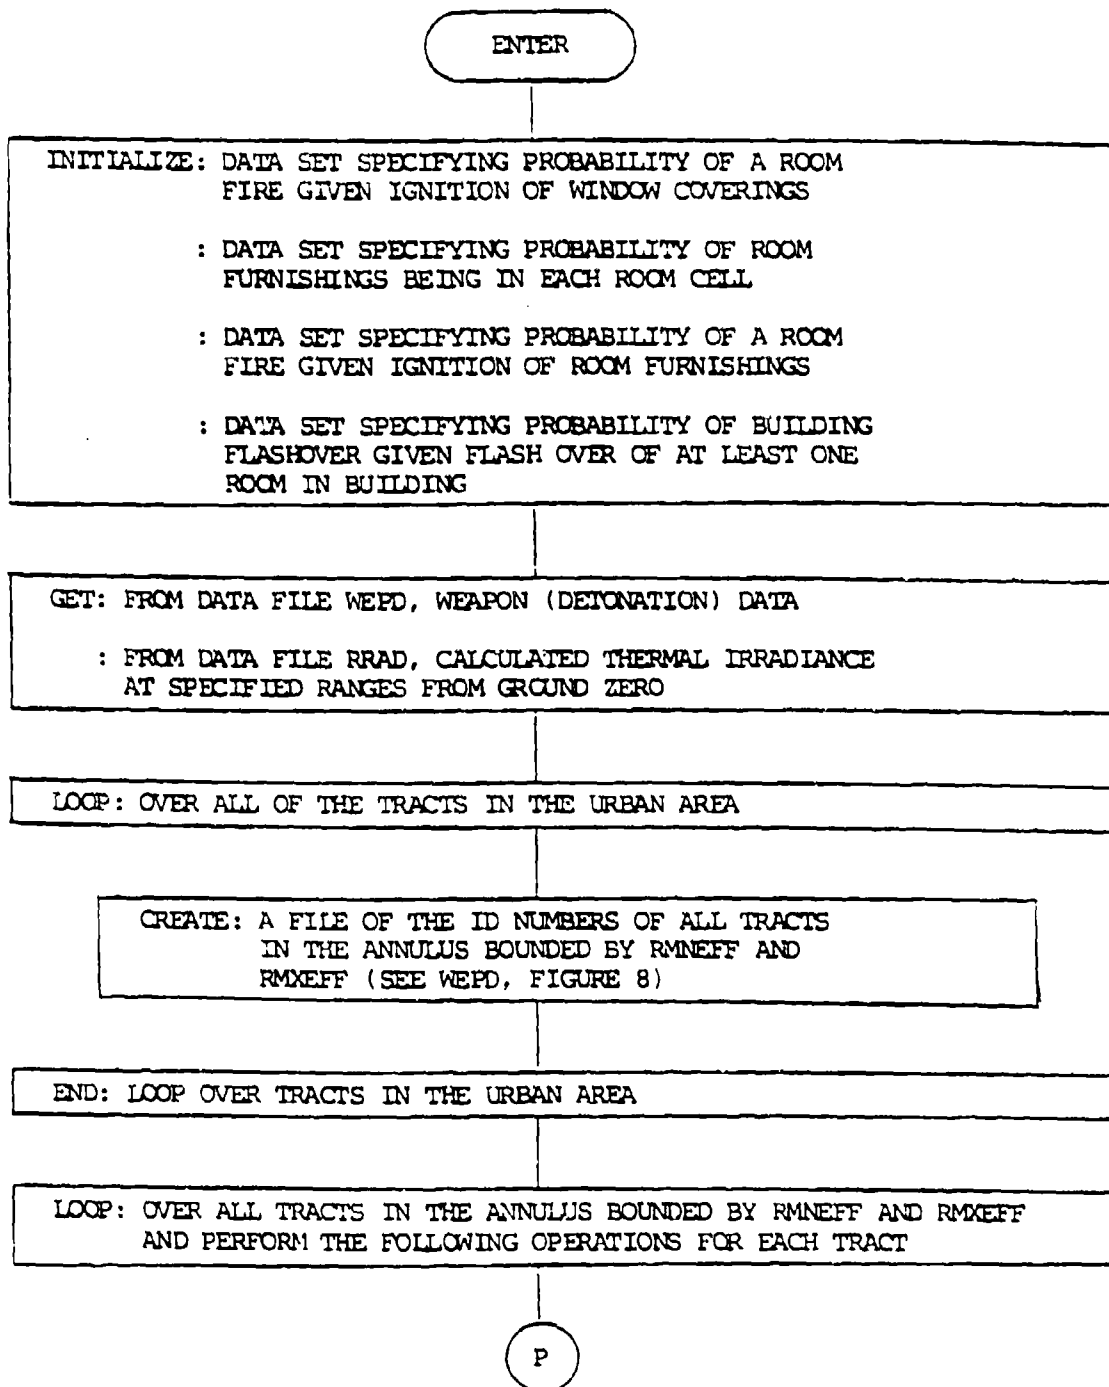 ENTER
INITIALIZE: DATA SET SPECIFYING PROBABILITY OF A ROOM
FIRE GIVEN IGNITION OF WINDOW COVERINGS
: DATA SET SPECIFYING PROBABILITY OF ROOM
FURNISHINGS BEING IN EACH ROOM CELL
: DATA SET SPECIFYING PROBABILITY OF A ROOM
FIRE GIVEN IGNITION OF ROOM FURNISHINGS
: DATA SET SPECIFYING PROBABILITY OF BUILDING
FLASHOVER GIVEN FLASH OVER OF AT LEAST ONE
ROOM IN BUILDING
GET: FROM DATA FILE WEPD, WEAPON (DETONATION) DATA
: FROM DATA FILE RRAD, CALCULATED THERMAL IRRADIANCE
AT SPECIFIED RANGES FROM GROUND ZERO
LOOP: OVER ALL OF THE TRACTS IN THE URBAN AREA
CREATE: A FILE OF THE ID NUMBERS OF ALL TRACTS
IN THE ANNULUS BOUNDED BY RMNEFF AND
RMXEFF (SEE WEPD, FIGURE 8)
END: LOOP OVER TRACTS IN THE URBAN AREA
LOOP: OVER ALL TRACTS IN THE ANNULUS BOUNDED BY RMNEFF AND RMXEFF
AND PERFORM THE FOLLOWING OPERATIONS FOR EACH TRACT
P